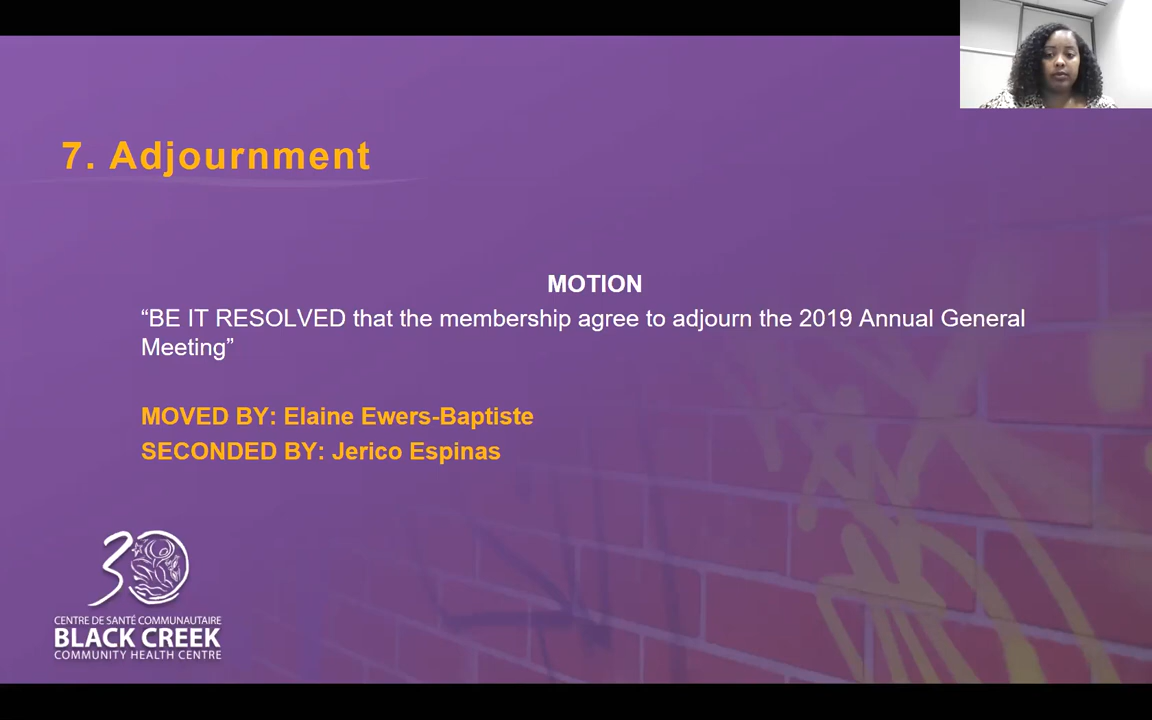 7. Adjournment
MOTION
“BE IT RESOLVED that the membership agree to adjourn the 2019 Annual General
Meeting”
MOVED BY: Elaine Ewers-Baptiste
SECONDED BY: Jerico Espinas
30
CENTRE DE SANTÉ COMMUNAUTAIRE
BLACK CREEK
COMMUNITY HEALTH CENTRE